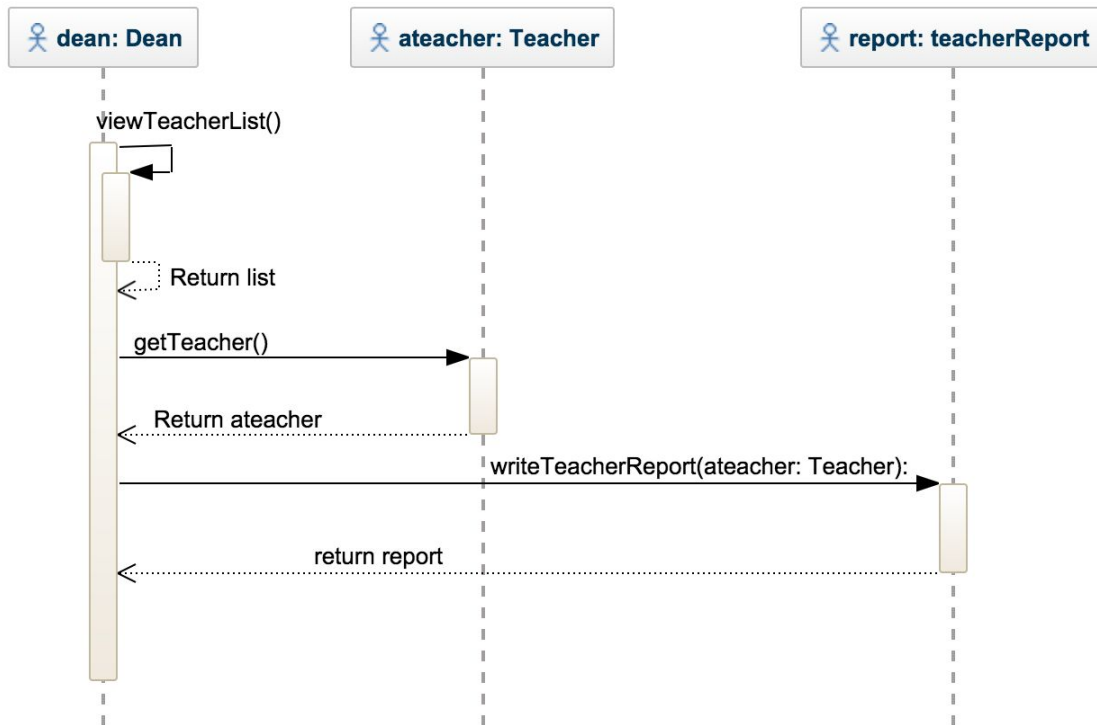 dean: Dean
ateacher: Teacher
report: teacherReport
viewTeacherList()
Return list
getTeacher()
Return ateacher
writeTeacherReport(ateacher: Teacher):
return report